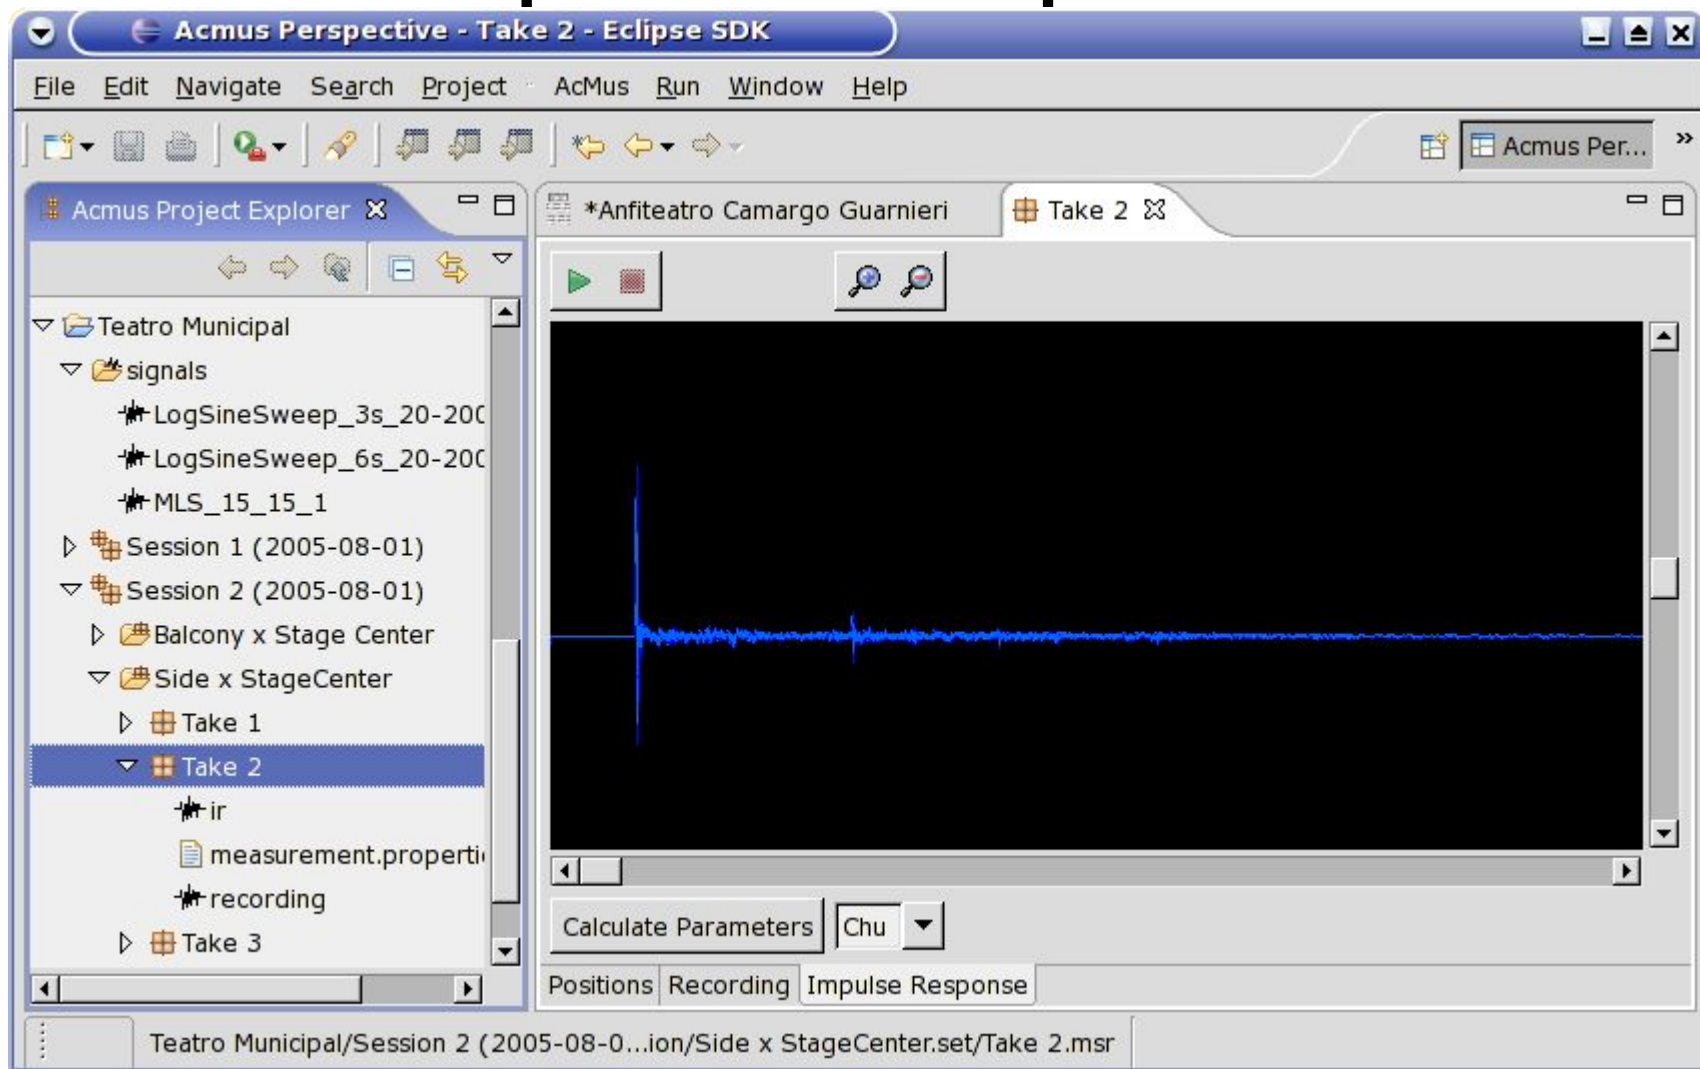 Acmus Perspective - Take 2 - Eclipse SDK
File Edit Navigate Search Project AcMus Run Window Help
Acmus Per... »
Acmus Project Explorer
*Anfiteatro Camargo Guarnieri
Take 2
Teatro Municipal
signals
LogSineSweep_3s_20-200
LogSineSweep_6s_20-200
MLS_15_15_1
Session 1 (2005-08-01)
Session 2 (2005-08-01)
Balcony x Stage Center
Side x StageCenter
Take 1
Take 2
ir
measurement.properti
recording
Take 3
Calculate Parameters Chu
Positions Recording Impulse Response
Teatro Municipal/Session 2 (2005-08-0...ion/Side x StageCenter.set/Take 2.msr